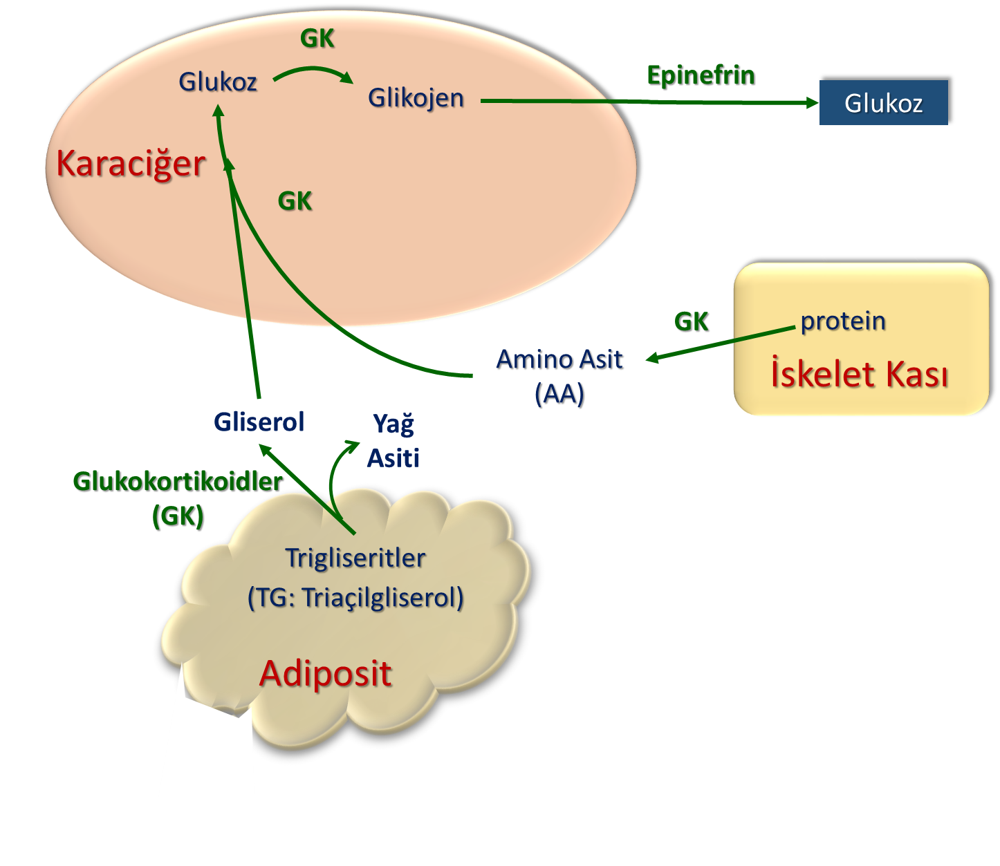 GK
Glukoz
Glikojen
Epinefrin
Glukoz
Karaciğer
GK
GK
protein
İskelet Kası
Amino Asit
(AA)
Gliserol
Yağ
Asiti
Glukokortikoidler
(GK)
Trigliseritler
(TG: Triaçilgliserol)
Adiposit